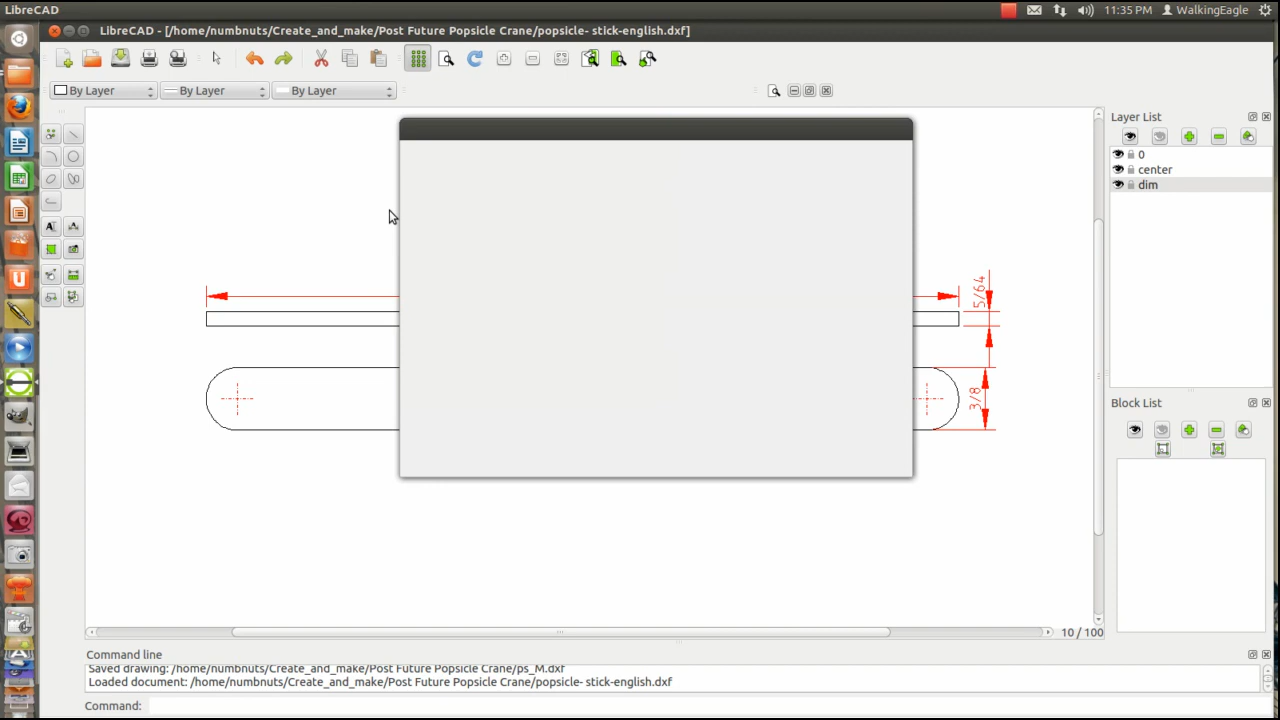 LibreCAD
11:35 PM
WalkingEagle
LibreCAD - [/home/numbnuts/Create_and_make/Post Future Popsicle Crane/popsicle- stick-english.dxf]
By Layer
By Layer
By Layer
Layer List
0
center
dim
5/64
3/8
Block List
10 / 100
Command line
Saved drawing: /home/numbnuts/Create_and_make/Post Future Popsicle Crane/ps_M.dxf
Loaded document: /home/numbnuts/Create_and_make/Post Future Popsicle Crane/popsicle- stick-english.dxf
Command: